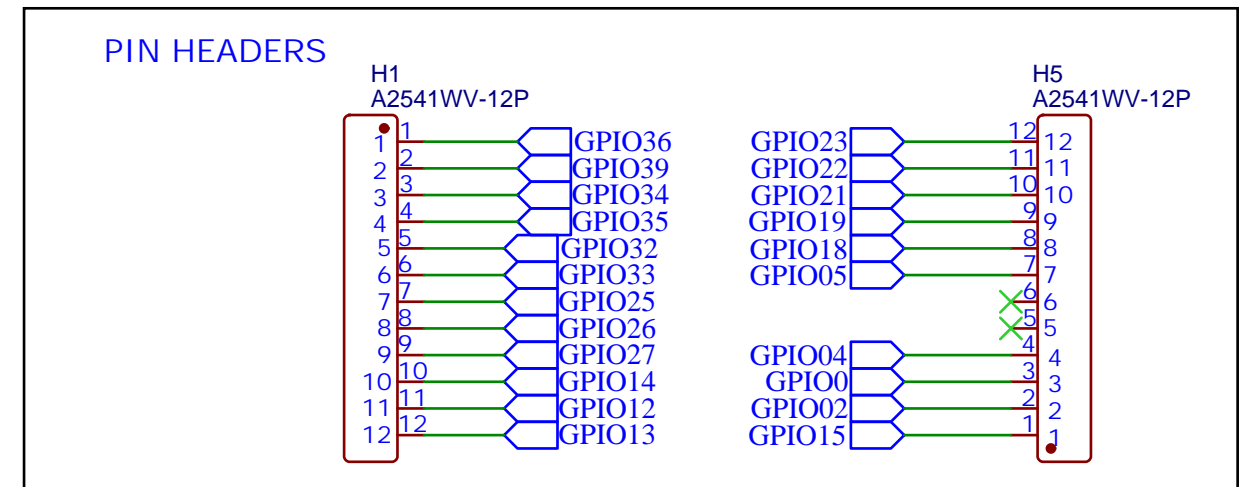 PIN HEADERS
H1
A2541WV-12P
1 1 GPIO36
2 2 GPIO39
3 3 GPIO34
4 4 GPIO35
5 5 GPIO32
6 6 GPIO33
7 7 GPIO25
8 8 GPIO26
9 9 GPIO27
10 10 GPIO14
11 11 GPIO12
12 12 GPIO13
H5
A2541WV-12P
GPIO23 12 12
GPIO22 11 11
GPIO21 10 10
GPIO19 9 9
GPIO18 8 8
GPIO05 7 7
6 6
5 5
GPIO04 4 4
GPIO0 3 3
GPIO02 2 2
GPIO15 1 1